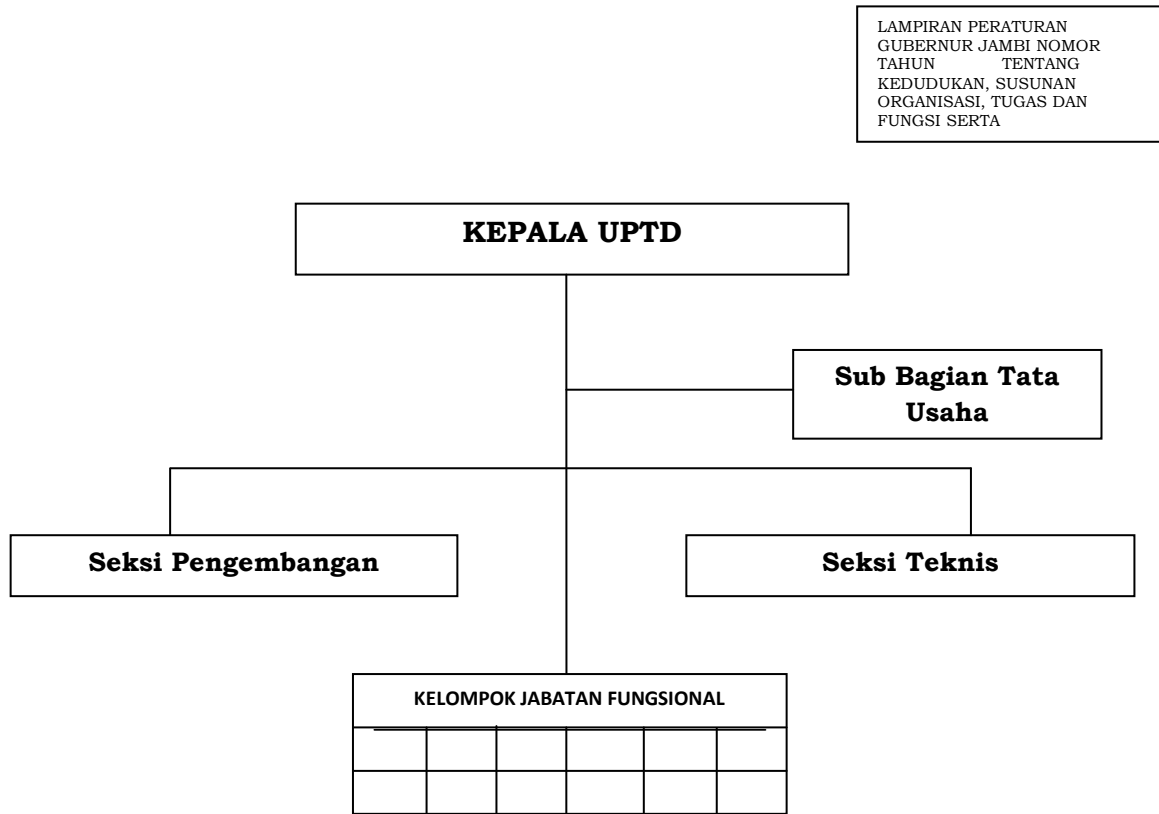 LAMPIRAN PERATURAN
GUBERNUR JAMBI NOMOR
TAHUN TENTANG
KEDUDUKAN, SUSUNAN
ORGANISASI, TUGAS DAN
FUNGSI SERTA
KEPALA UPTD
Sub Bagian Tata
Usaha
Seksi Pengembangan
Seksi Teknis
KELOMPOK JABATAN FUNGSIONAL